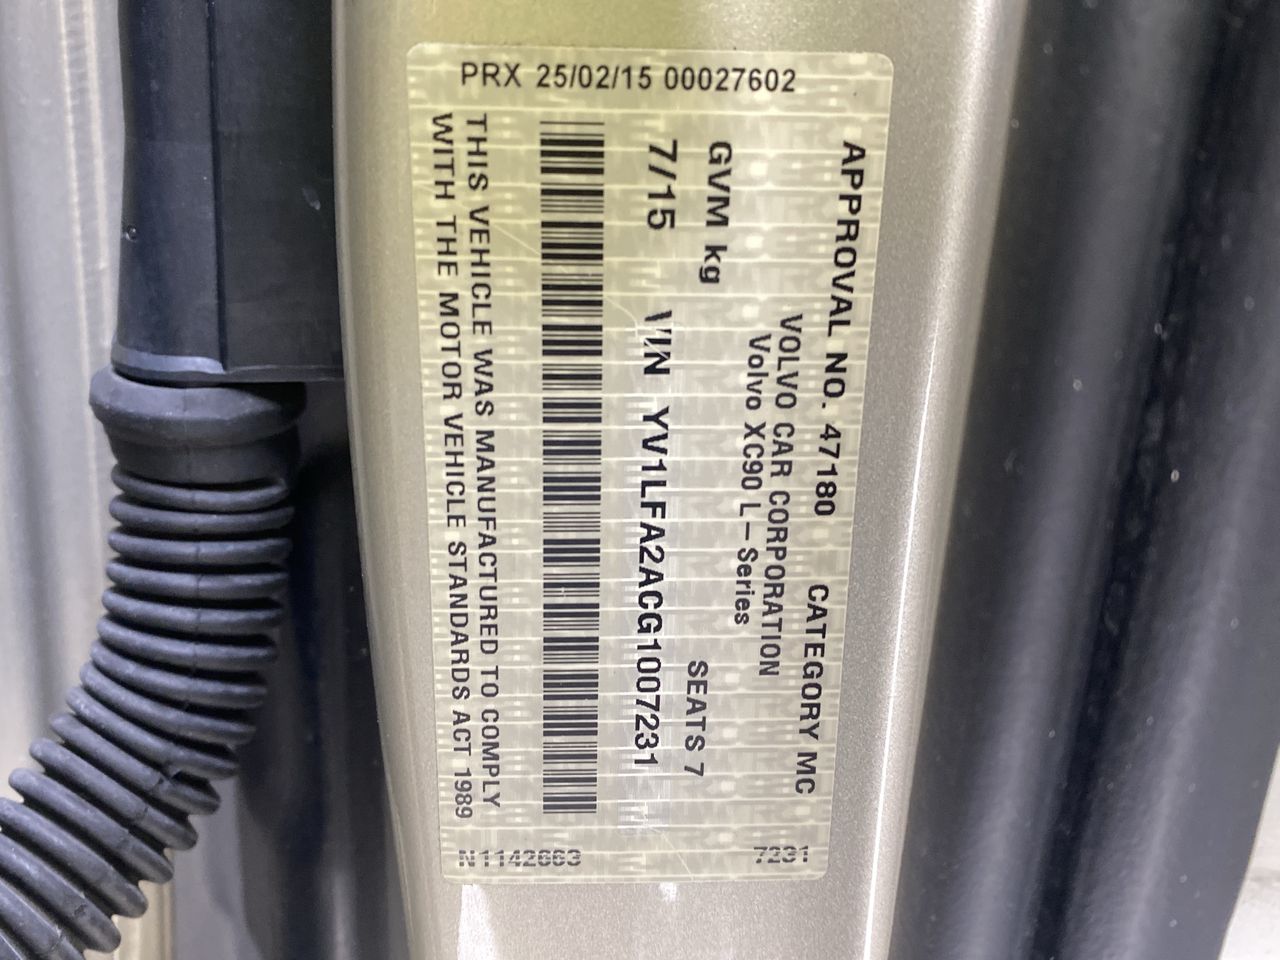 PRX 25/02/15 00027602
APPROVAL NO. 47180 CATEGORY MC
VOLVO CAR CORPORATION
Volvo XC90 L-Series
GVM kg SEATS 7
7/15 VIN YV1LFA2ACG1007231
THIS VEHICLE WAS MANUFACTURED TO COMPLY
WITH THE MOTOR VEHICLE STANDARDS ACT 1989
N1142663 7231